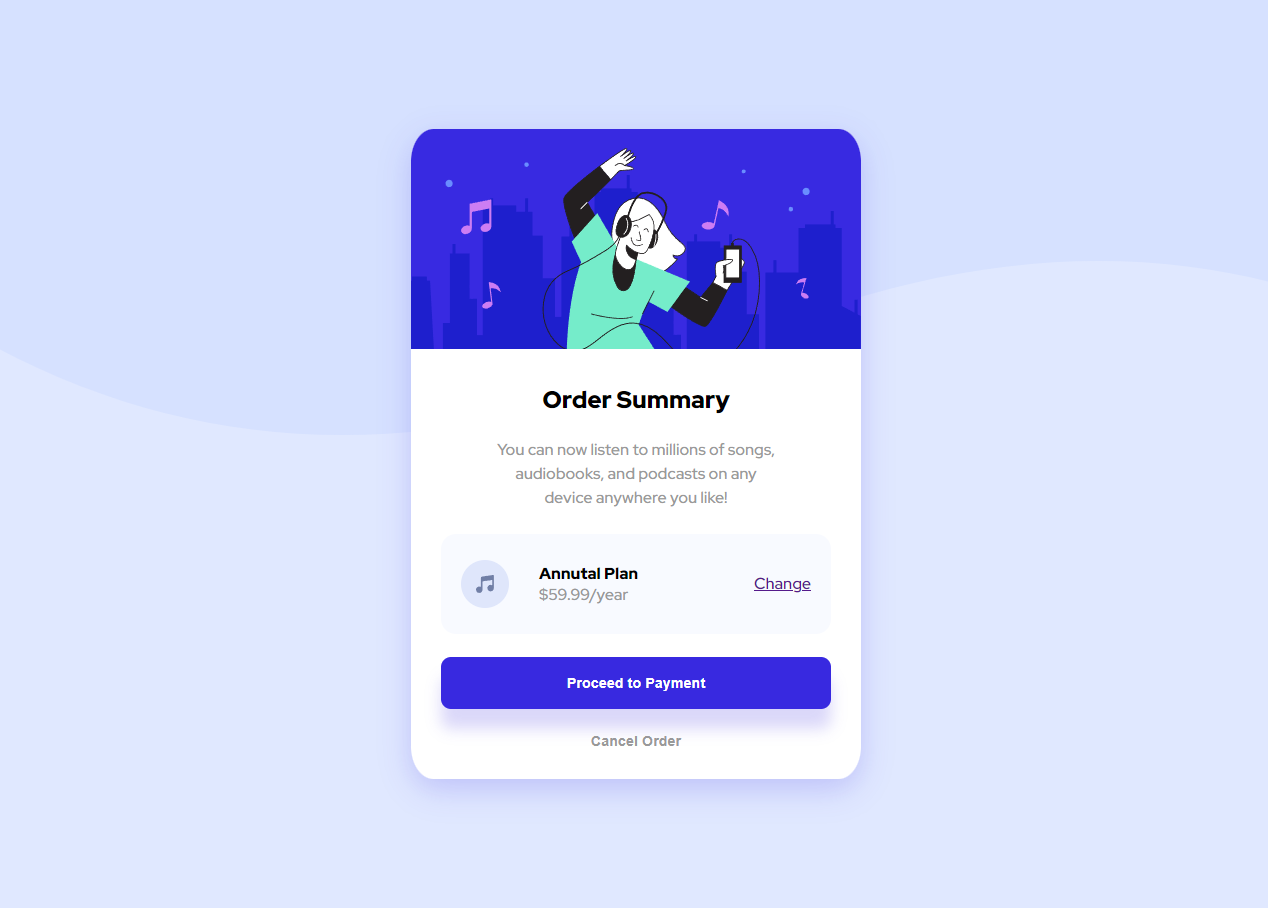 Order Summary
You can now listen to millions of songs,
audiobooks, and podcasts on any
device anywhere you like!
Annutal Plan
$59.99/year
Change
Proceed to Payment
Cancel Order